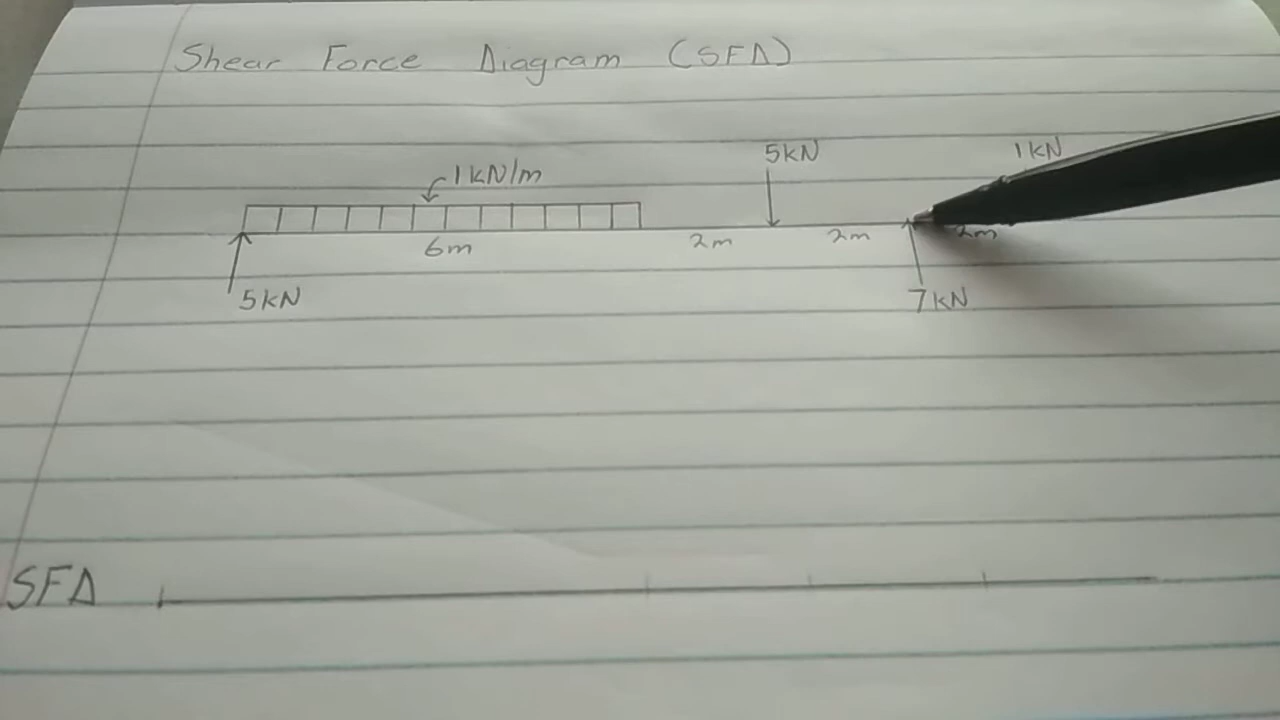 Shear Force Diagram (SFD)
1kN/m
5kN
1kN
6m
2m
2m
2m
5kN
7kN
SFD